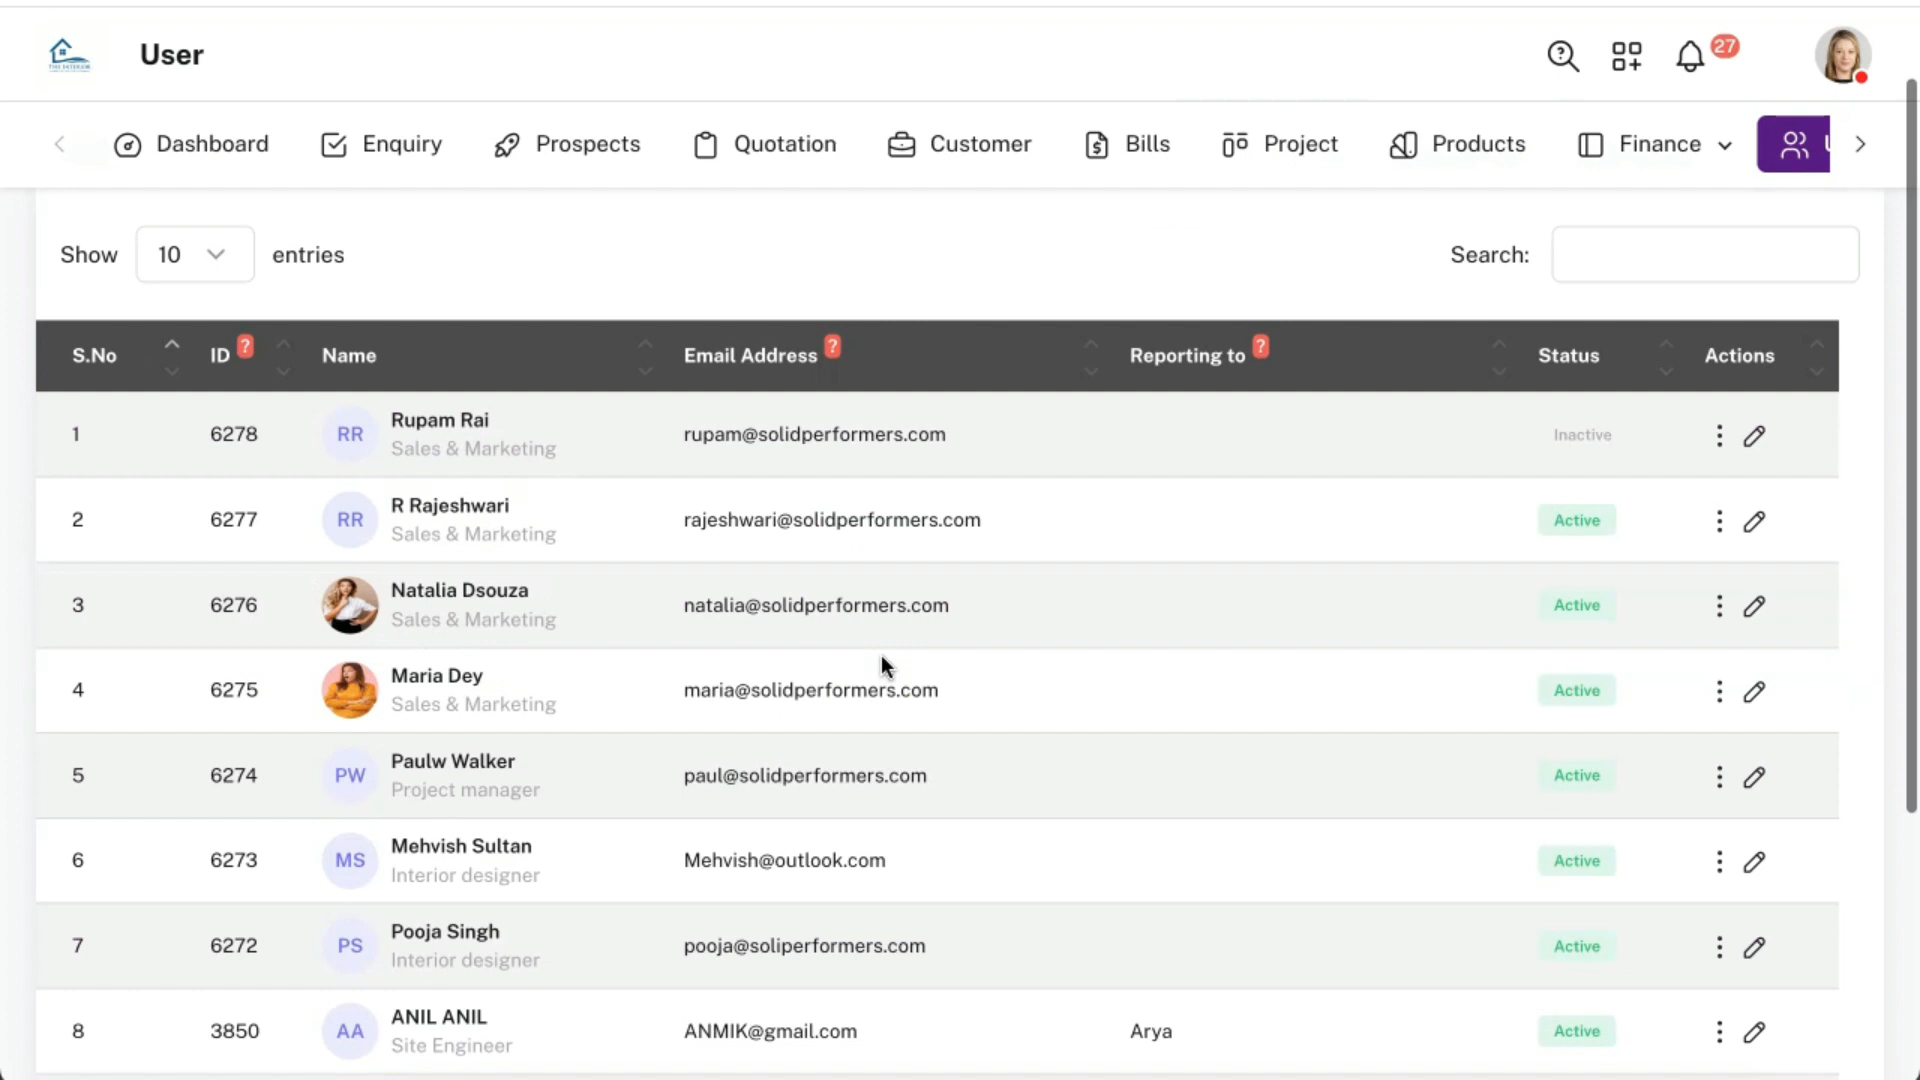 User
27
Dashboard
Enquiry
Prospects
Quotation
Customer
Bills
Project
Products
Finance
Show 10 entries
Search:
S.No ID ? Name Email Address ? Reporting to ? Status Actions
1 6278 RR Rupam Rai rupam@solidperformers.com Inactive
Sales & Marketing
2 6277 RR R Rajeshwari rajeshwari@solidperformers.com Active
Sales & Marketing
3 6276 Natalia Dsouza natalia@solidperformers.com Active
Sales & Marketing
4 6275 Maria Dey maria@solidperformers.com Active
Sales & Marketing
5 6274 PW Paulw Walker paul@solidperformers.com Active
Project manager
6 6273 MS Mehvish Sultan Mehvish@outlook.com Active
Interior designer
7 6272 PS Pooja Singh pooja@soliperformers.com Active
Interior designer
8 3850 AA ANIL ANIL ANMIK@gmail.com Arya Active
Site Engineer